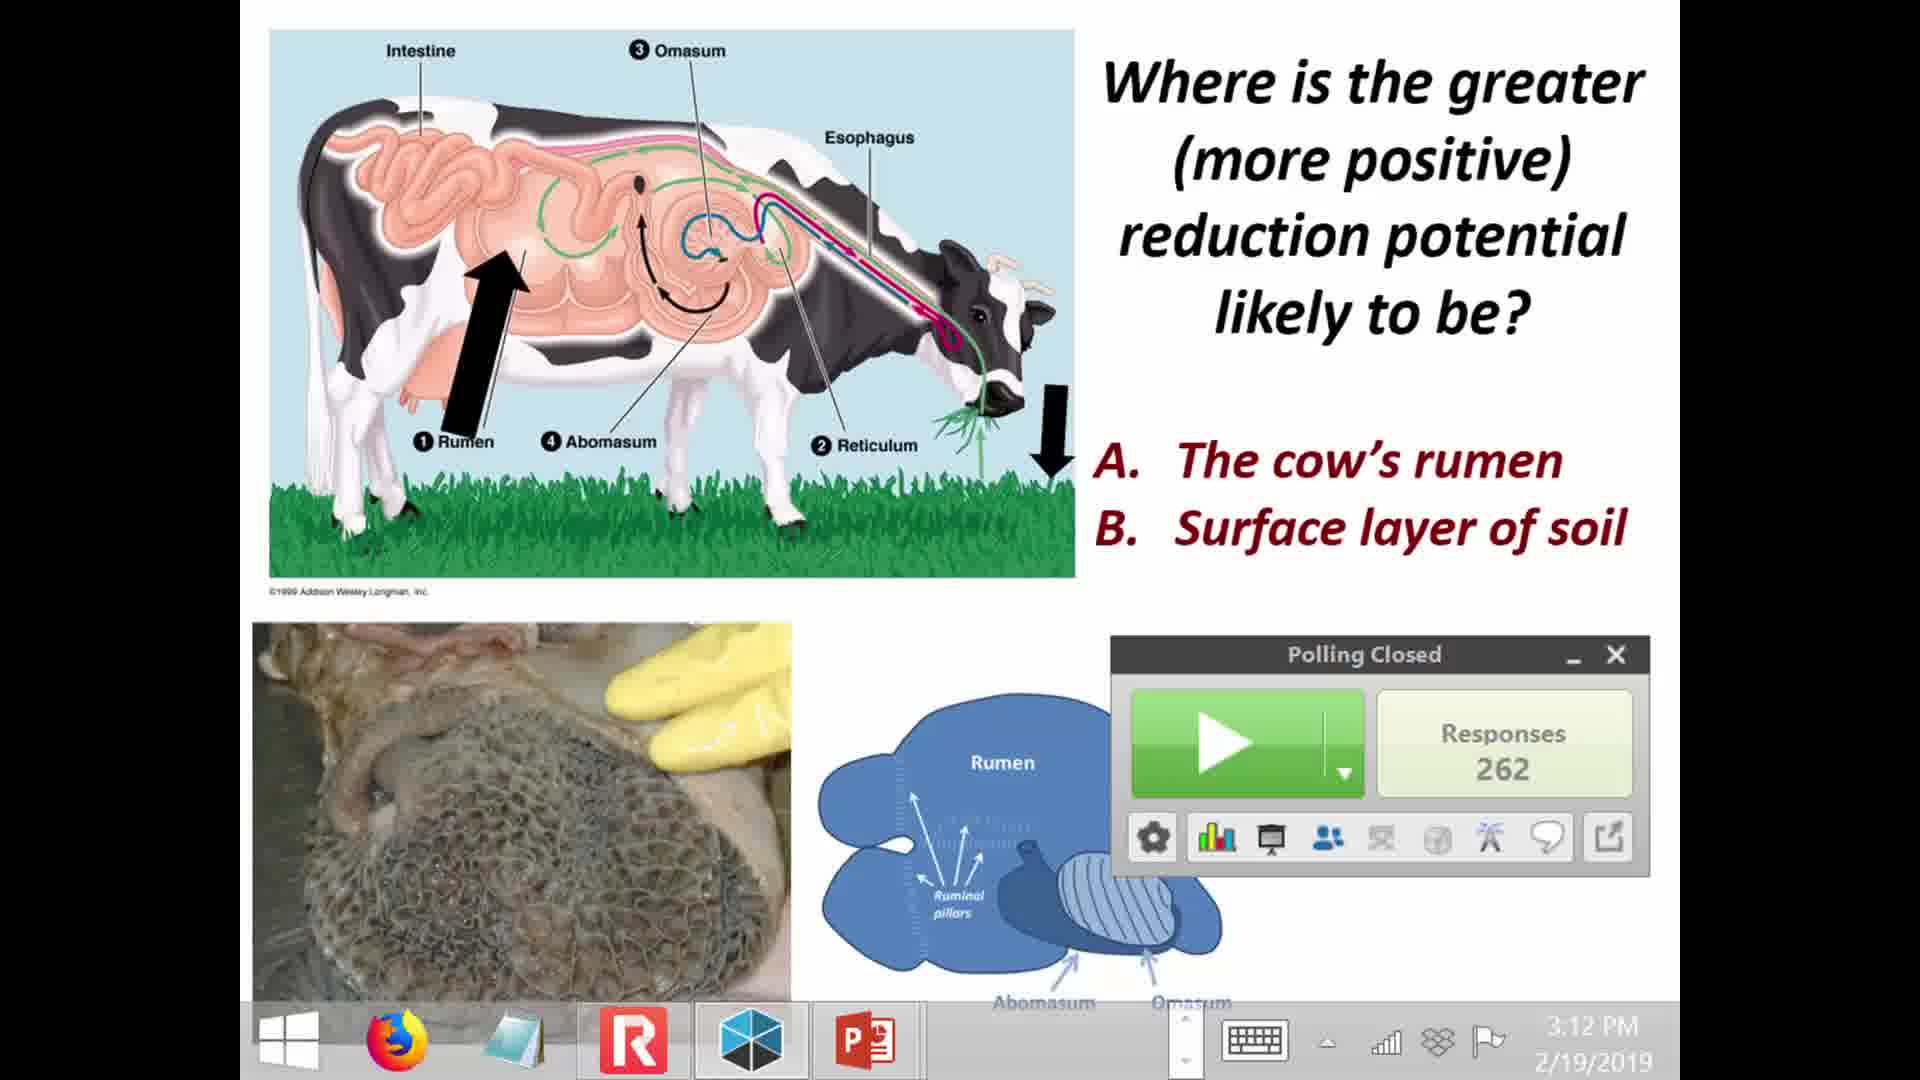 Intestine
3 Omasum
Esophagus
1 Rumen
4 Abomasum
2 Reticulum
©1999 Addison Wesley Longman, Inc.
Where is the greater
(more positive)
reduction potential
likely to be?
A. The cow's rumen
B. Surface layer of soil
Rumen
Ruminal
pillars
Abomasum
Omasum
Polling Closed
Responses
262
3:12 PM
2/19/2019